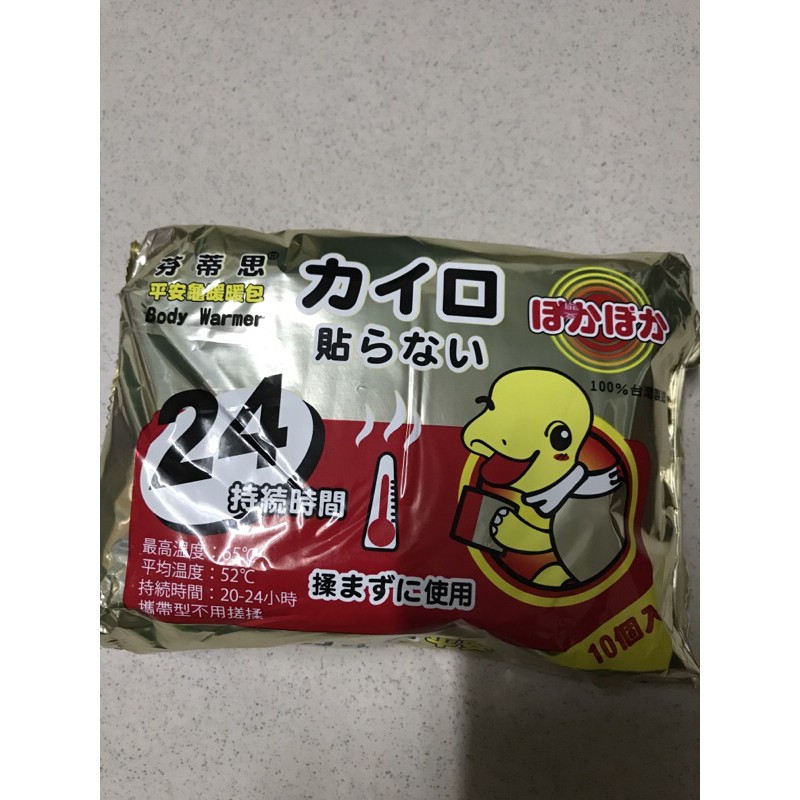 芬蒂思®
平安龜暖暖包
Body Warmer
カイロ
貼らない
ぽかぽか
100%台灣製造
24
持続時間
最高溫度：65℃
平均溫度：52℃
持続時間：20-24小時
攜帶型不用搓揉
揉まずに使用
10個入